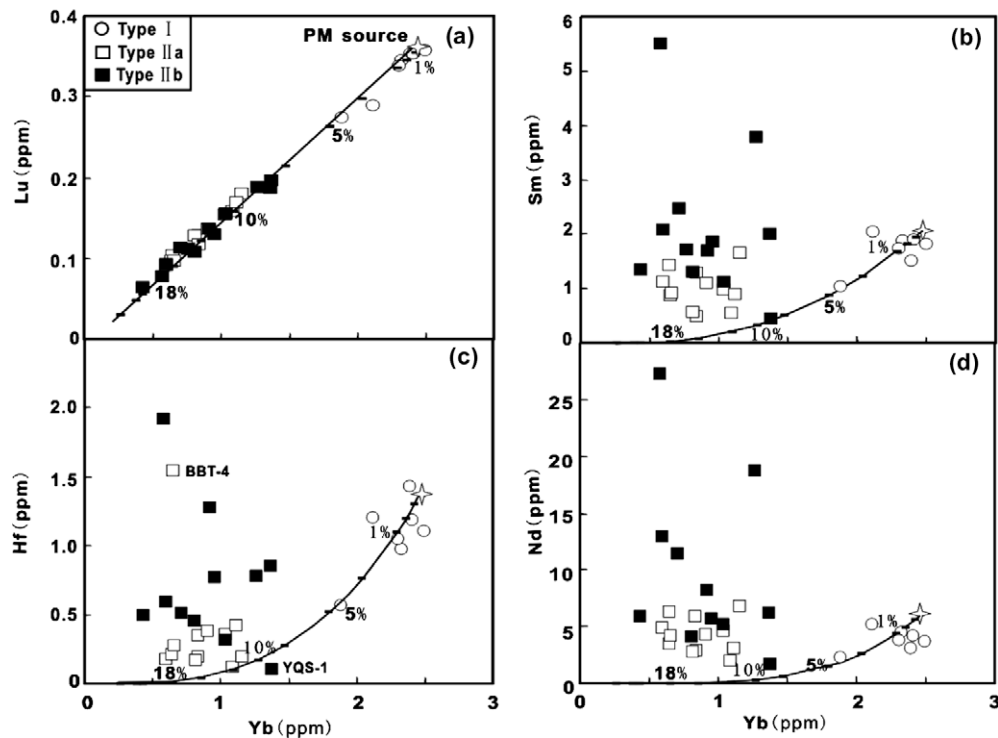 0.4
0.3
0.2
0.1
0
Lu (ppm)
Type Ⅰ
Type Ⅱa
Type Ⅱb
PM source
(a)
1%
5%
10%
18%
6
5
4
3
2
1
0
Sm (ppm)
(b)
1%
5%
10%
18%
2.0
1.5
1.0
0.5
0
Hf (ppm)
(c)
BBT-4
1%
5%
10%
YQS-1
18%
0 1 2 3
Yb (ppm)
25
20
15
10
5
0
Nd (ppm)
(d)
1%
5%
10%
18%
0 1 2 3
Yb (ppm)